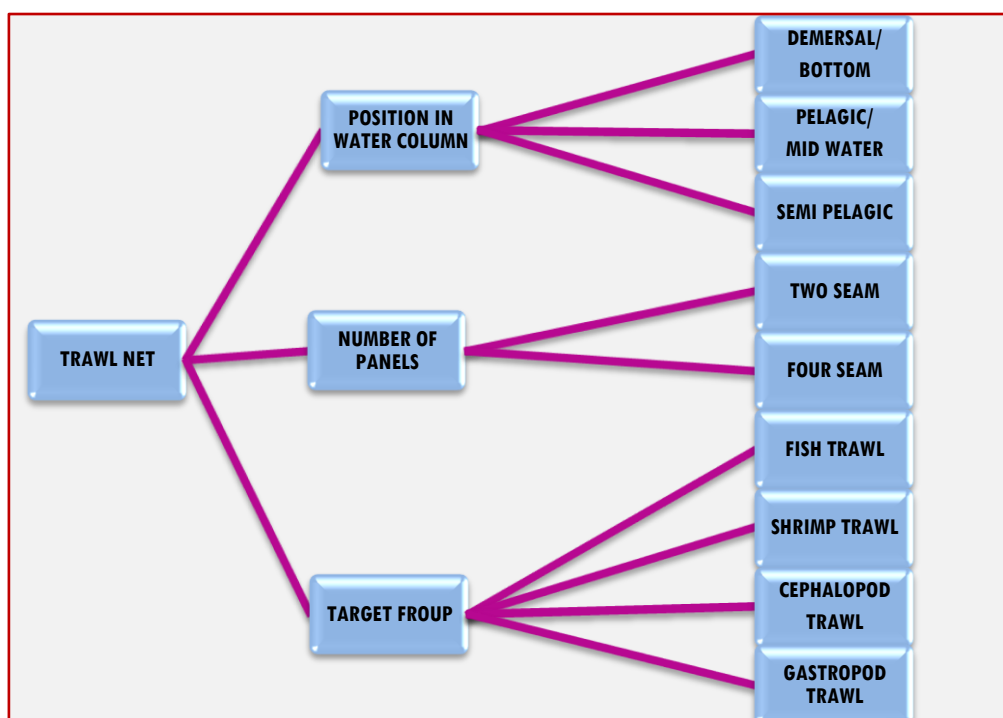 DEMERSAL/
BOTTOM
POSITION IN
WATER COLUMN
PELAGIC/
MID WATER
SEMI PELAGIC
TWO SEAM
TRAWL NET
NUMBER OF
PANELS
FOUR SEAM
FISH TRAWL
SHRIMP TRAWL
TARGET FROUP
CEPHALOPOD
TRAWL
GASTROPOD
TRAWL